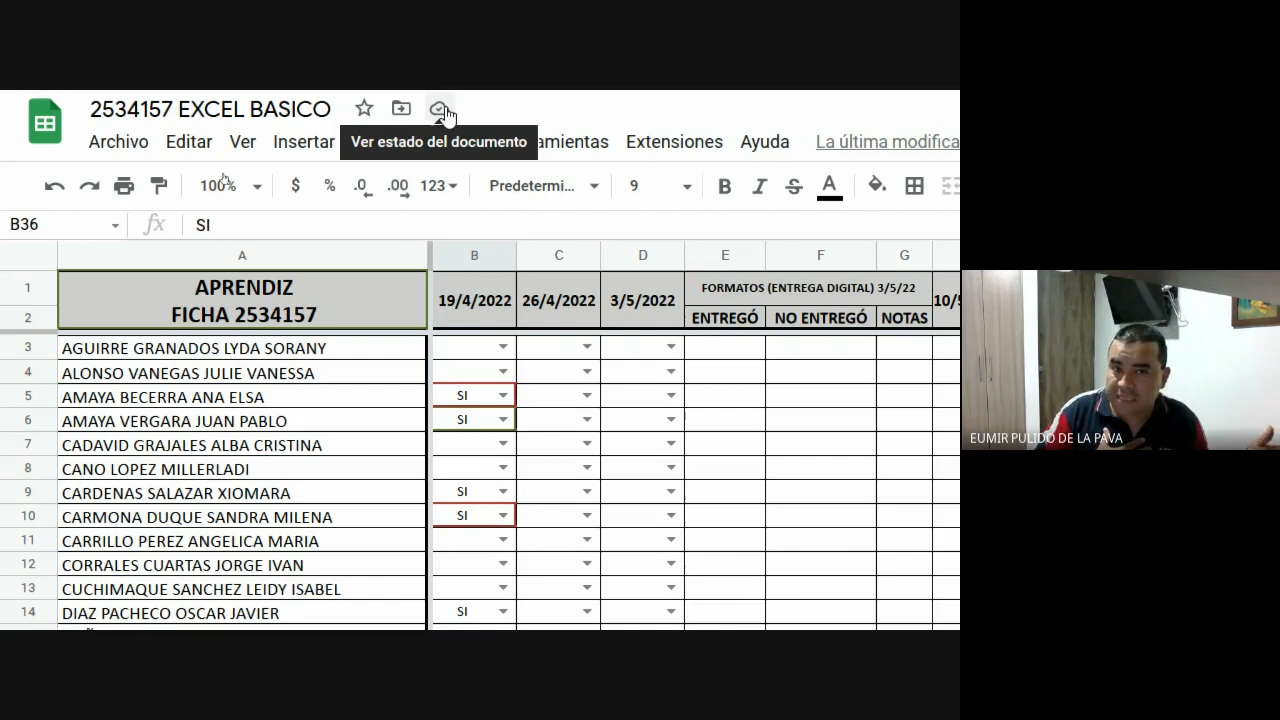 2534157 EXCEL BASICO
Archivo Editar Ver Insertar amientas Extensiones Ayuda La última modifica
Ver estado del documento
100% $ % .0 .00 123 Predetermi... 9 B I S A
B36 fx SI
A B C D E F G
1 APRENDIZ 19/4/2022 26/4/2022 3/5/2022 FORMATOS (ENTREGA DIGITAL) 3/5/22 10/5
2 FICHA 2534157 ENTREGÓ NO ENTREGÓ NOTAS
3 AGUIRRE GRANADOS LYDA SORANY
4 ALONSO VANEGAS JULIE VANESSA
5 AMAYA BECERRA ANA ELSA SI
6 AMAYA VERGARA JUAN PABLO SI
7 CADAVID GRAJALES ALBA CRISTINA
8 CANO LOPEZ MILLERLADI
9 CARDENAS SALAZAR XIOMARA SI
10 CARMONA DUQUE SANDRA MILENA SI
11 CARRILLO PEREZ ANGELICA MARIA
12 CORRALES CUARTAS JORGE IVAN
13 CUCHIMAQUE SANCHEZ LEIDY ISABEL
14 DIAZ PACHECO OSCAR JAVIER SI
EUMIR PULIDO DE LA PAVA